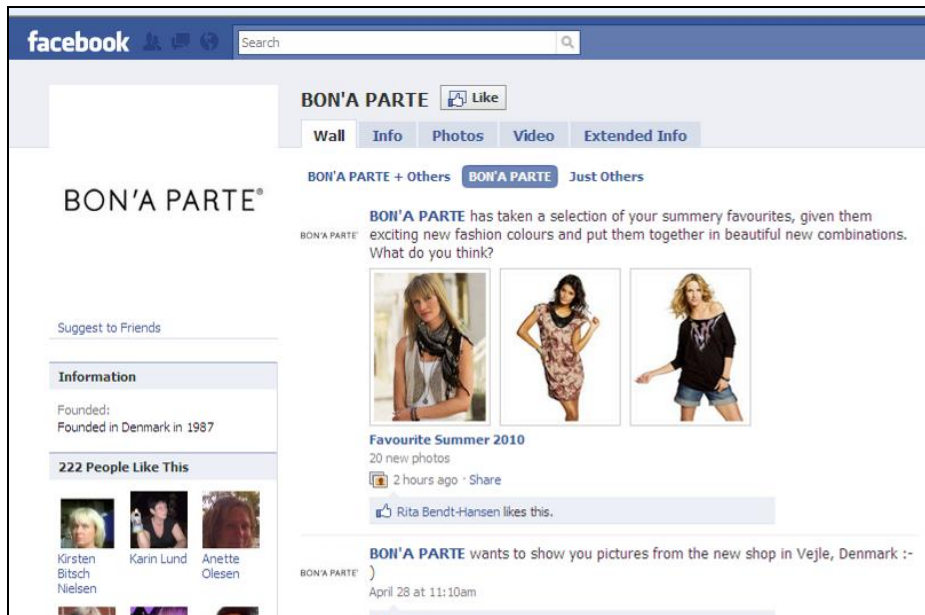 facebook
Search
BON'A PARTE
Like
Wall Info Photos Video Extended Info
BON'A PARTE + Others BON'A PARTE Just Others
BON'A PARTE®
BON'A PARTE has taken a selection of your summery favourites, given them
BON'A PARTE® exciting new fashion colours and put them together in beautiful new combinations.
What do you think?
Suggest to Friends
Information
Founded:
Founded in Denmark in 1987
222 People Like This
Kirsten Bitsch Nielsen
Karin Lund
Anette Olesen
Favourite Summer 2010
20 new photos
2 hours ago · Share
Rita Bendt-Hansen likes this.
BON'A PARTE wants to show you pictures from the new shop in Vejle, Denmark :-
BON'A PARTE® )
April 28 at 11:10am